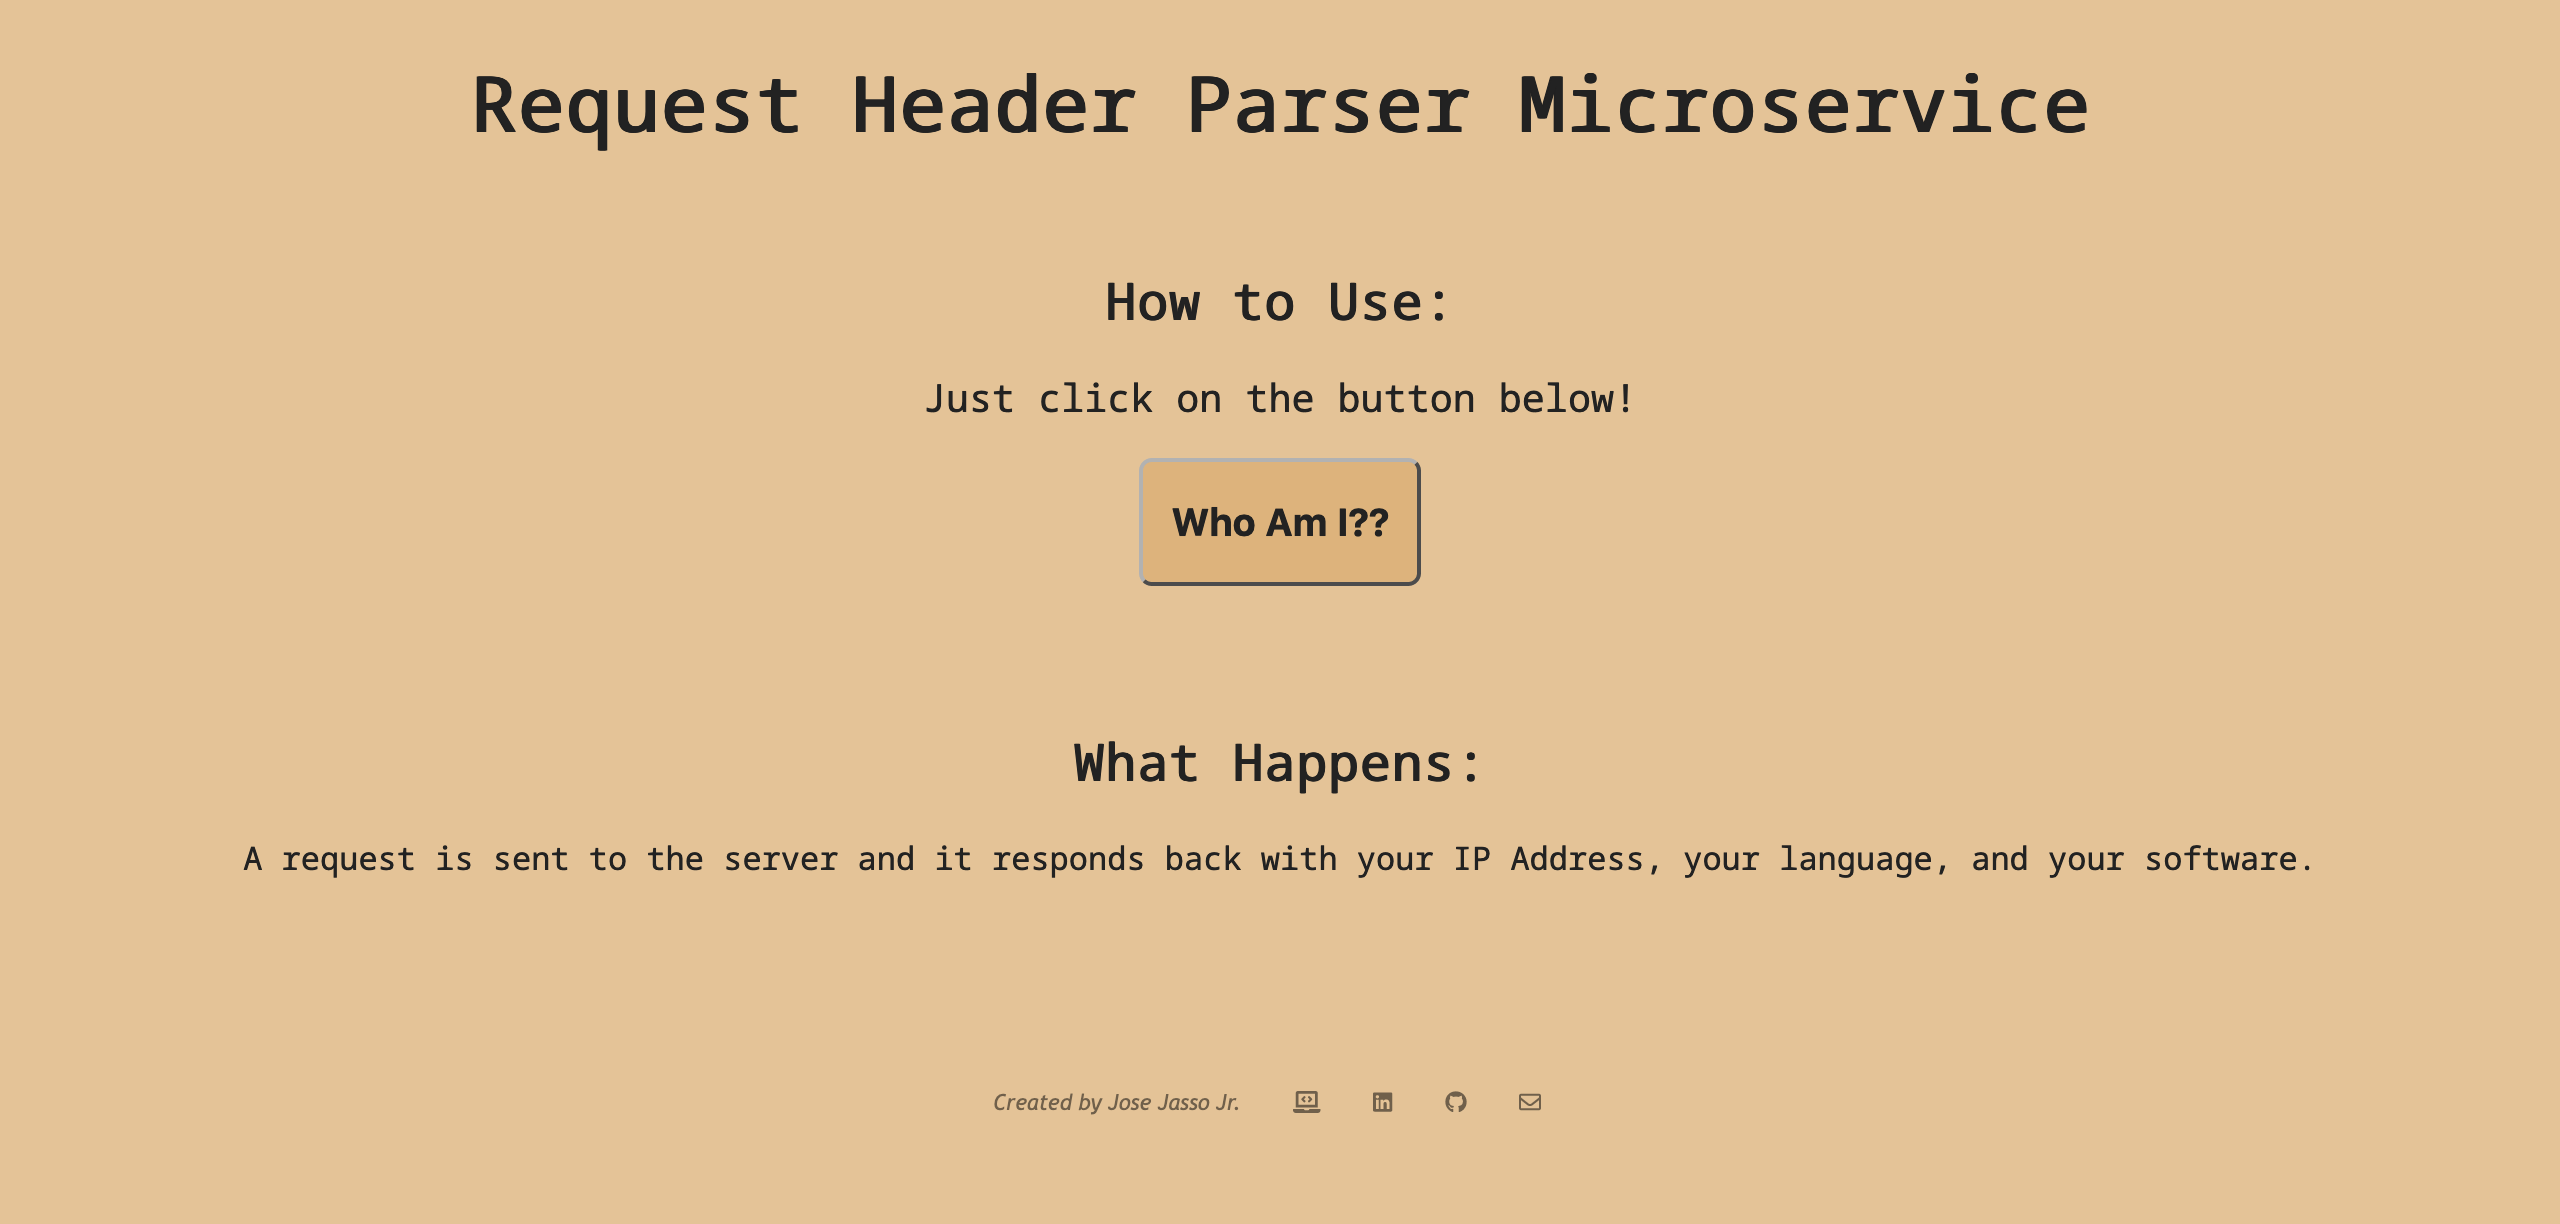 Request Header Parser Microservice
How to Use:
Just click on the button below!
Who Am I??
What Happens:
A request is sent to the server and it responds back with your IP Address, your language, and your software.
Created by Jose Jasso Jr.